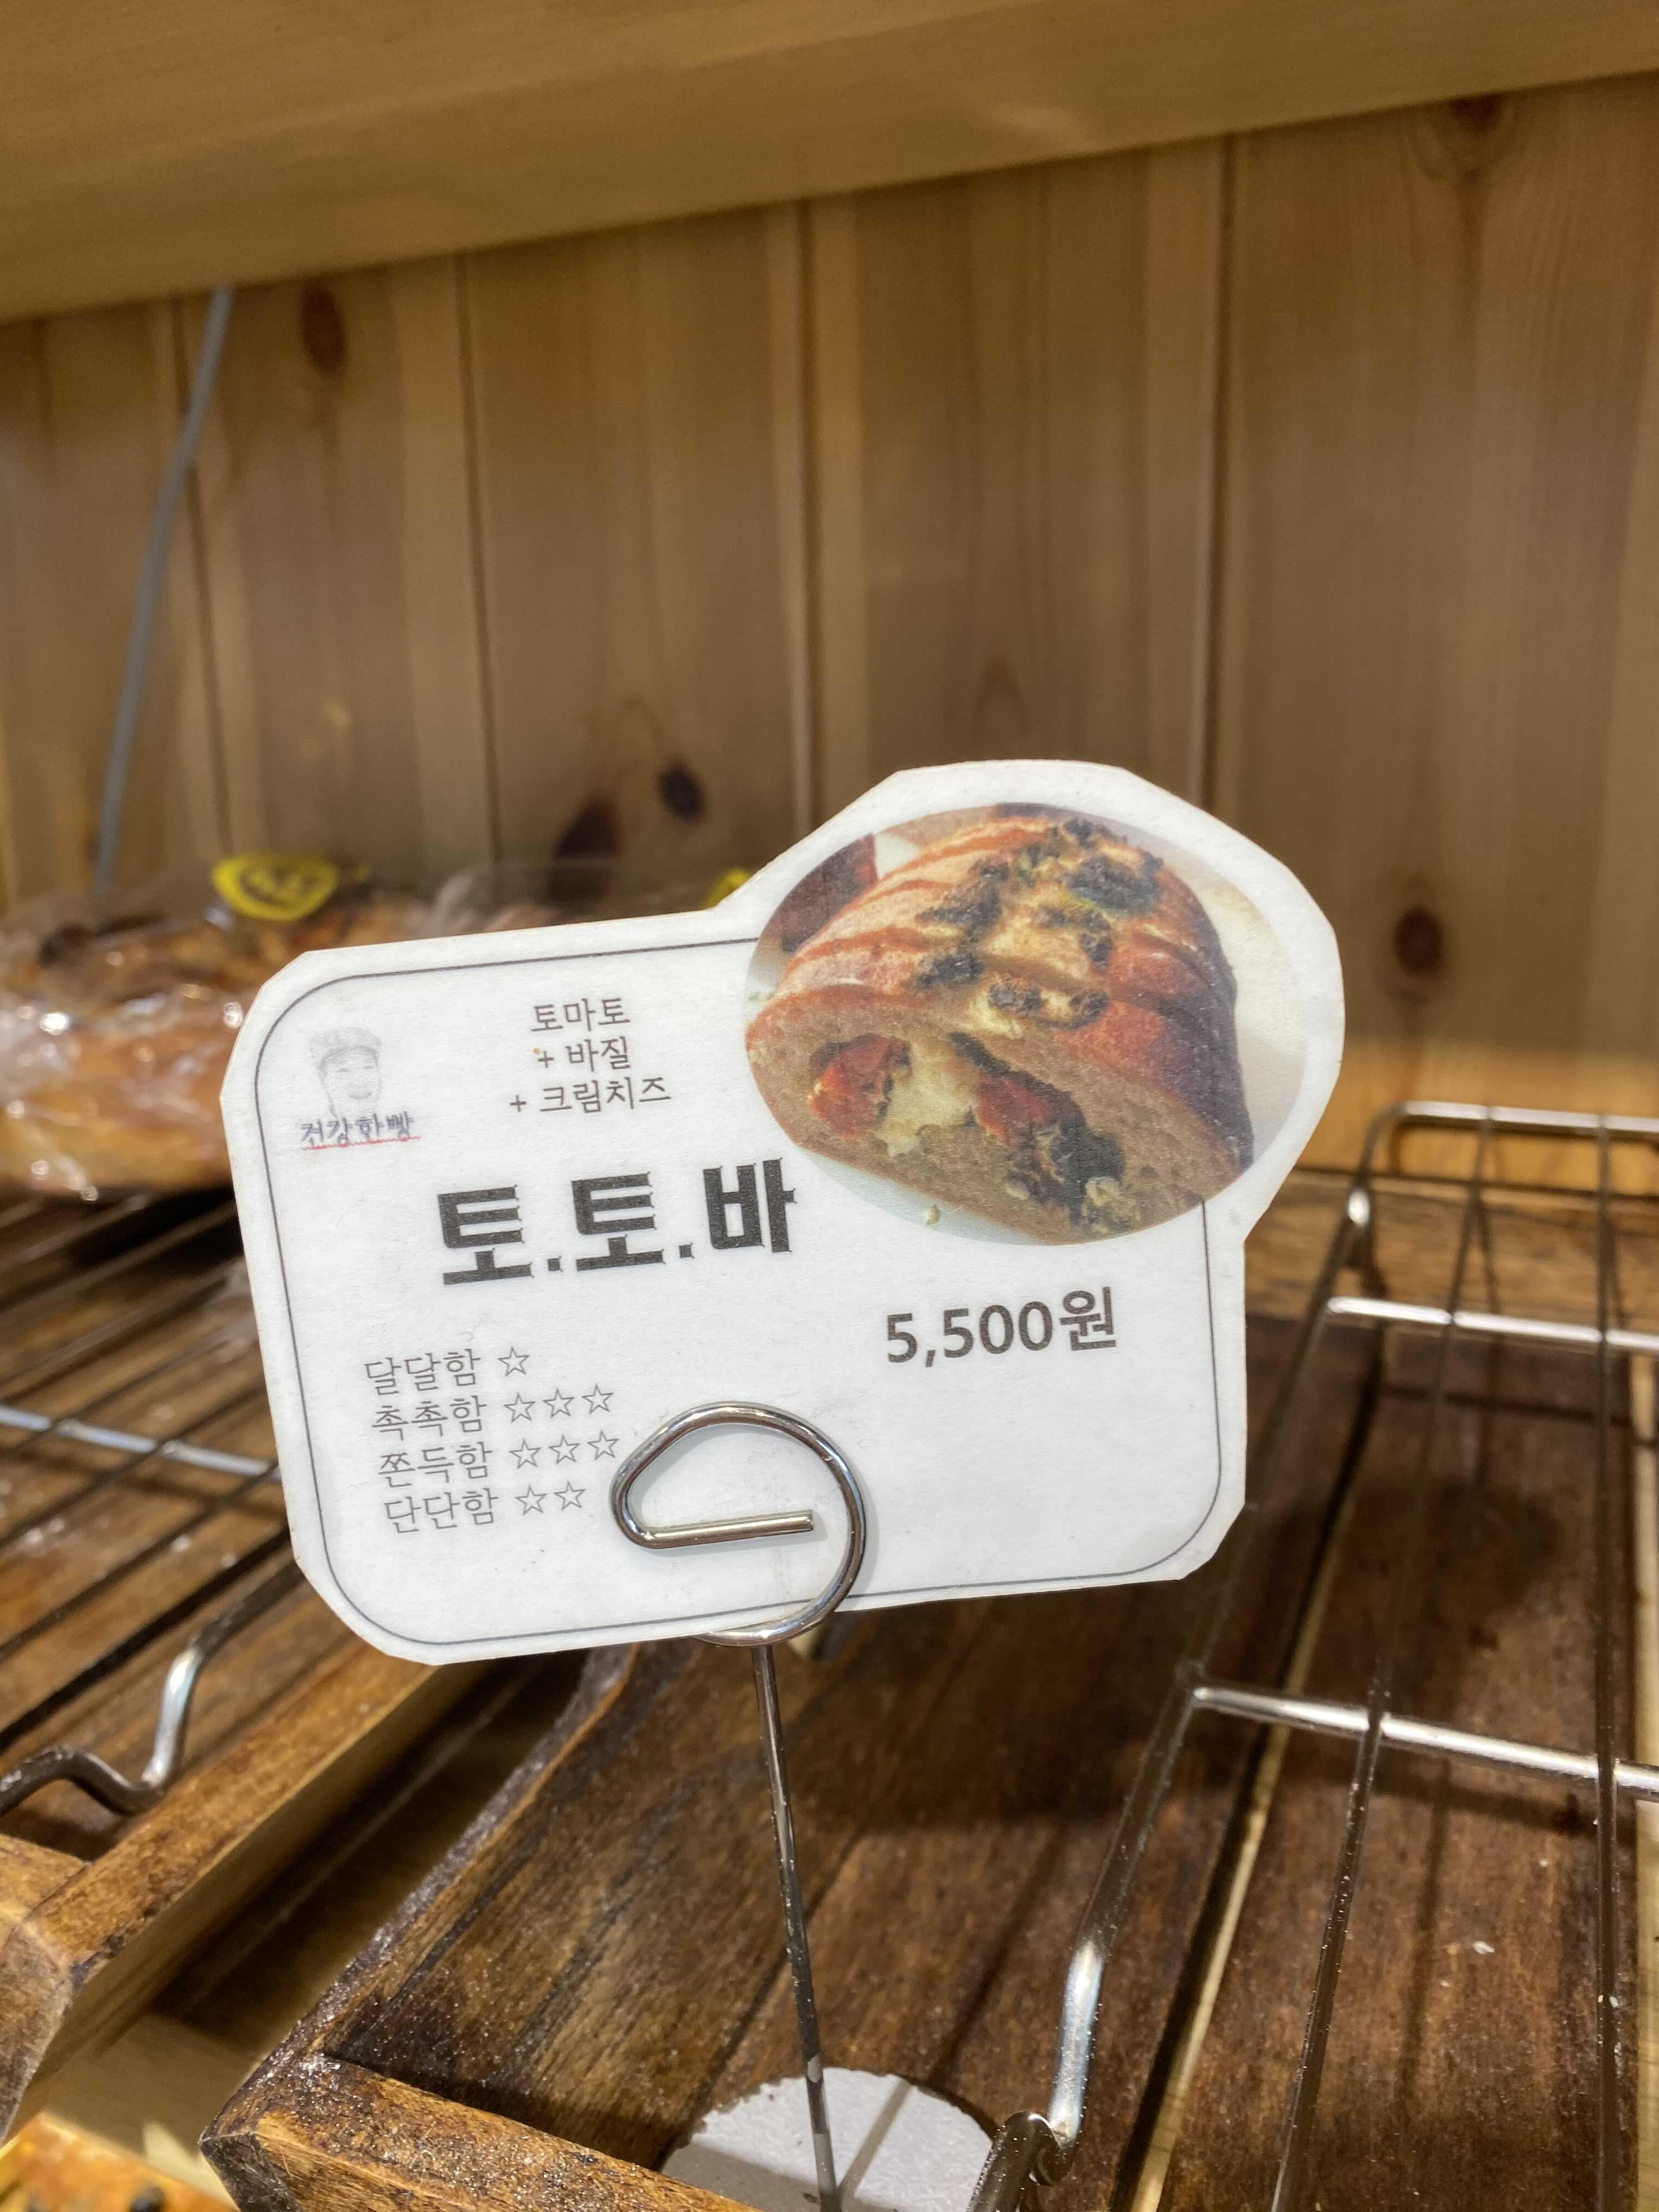 토마토
+ 바질
+ 크림치즈
건강한빵
토.토.바
5,500원
달달함 ☆
촉촉함 ☆☆☆
쫀득함 ☆☆☆
단단함 ☆☆